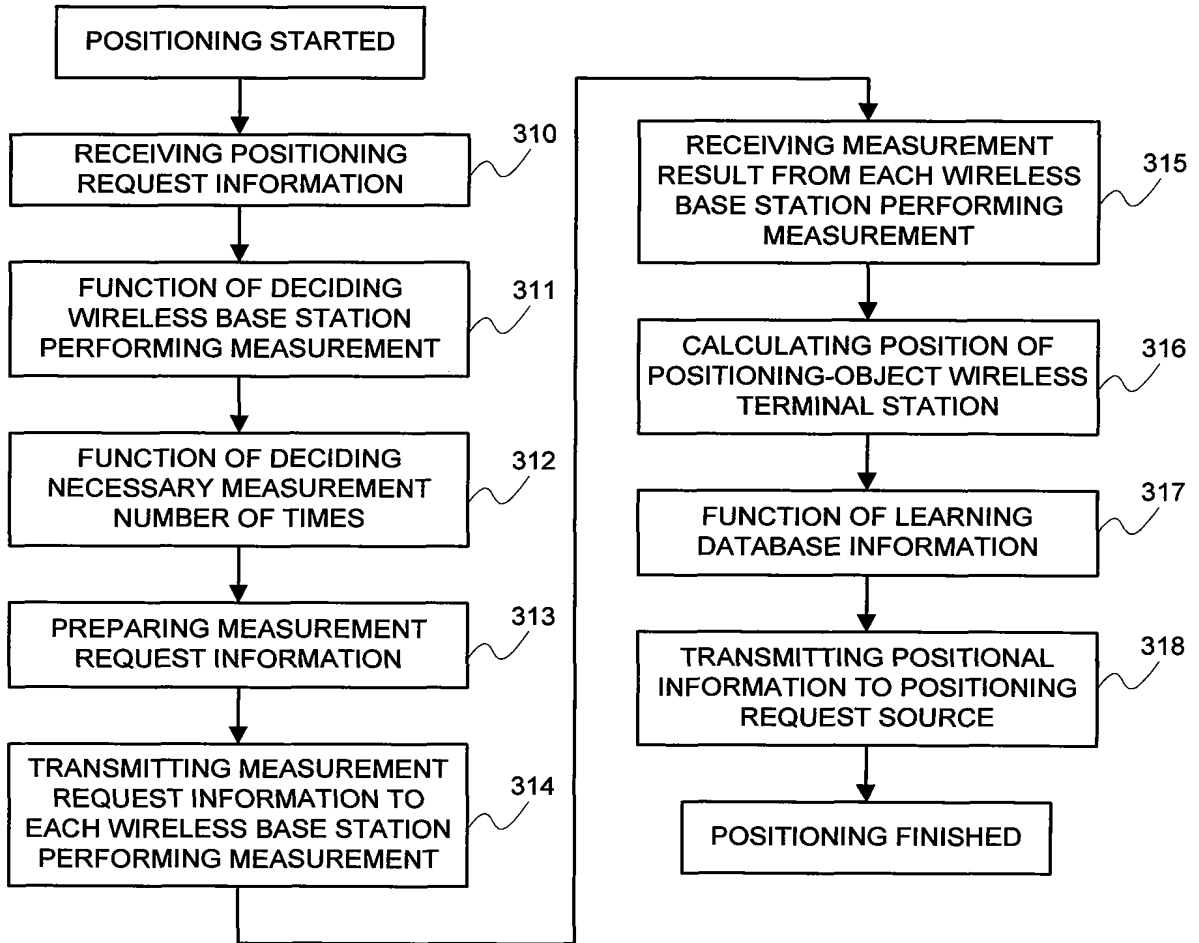 POSITIONING STARTED
RECEIVING POSITIONING
REQUEST INFORMATION
310
FUNCTION OF DECIDING
WIRELESS BASE STATION
PERFORMING MEASUREMENT
311
FUNCTION OF DECIDING
NECESSARY MEASUREMENT
NUMBER OF TIMES
312
PREPARING MEASUREMENT
REQUEST INFORMATION
313
TRANSMITTING MEASUREMENT
REQUEST INFORMATION TO
EACH WIRELESS BASE STATION
PERFORMING MEASUREMENT
314
RECEIVING MEASUREMENT
RESULT FROM EACH WIRELESS
BASE STATION PERFORMING
MEASUREMENT
315
CALCULATING POSITION OF
POSITIONING-OBJECT WIRELESS
TERMINAL STATION
316
FUNCTION OF LEARNING
DATABASE INFORMATION
317
TRANSMITTING POSITIONAL
INFORMATION TO POSITIONING
REQUEST SOURCE
318
POSITIONING FINISHED